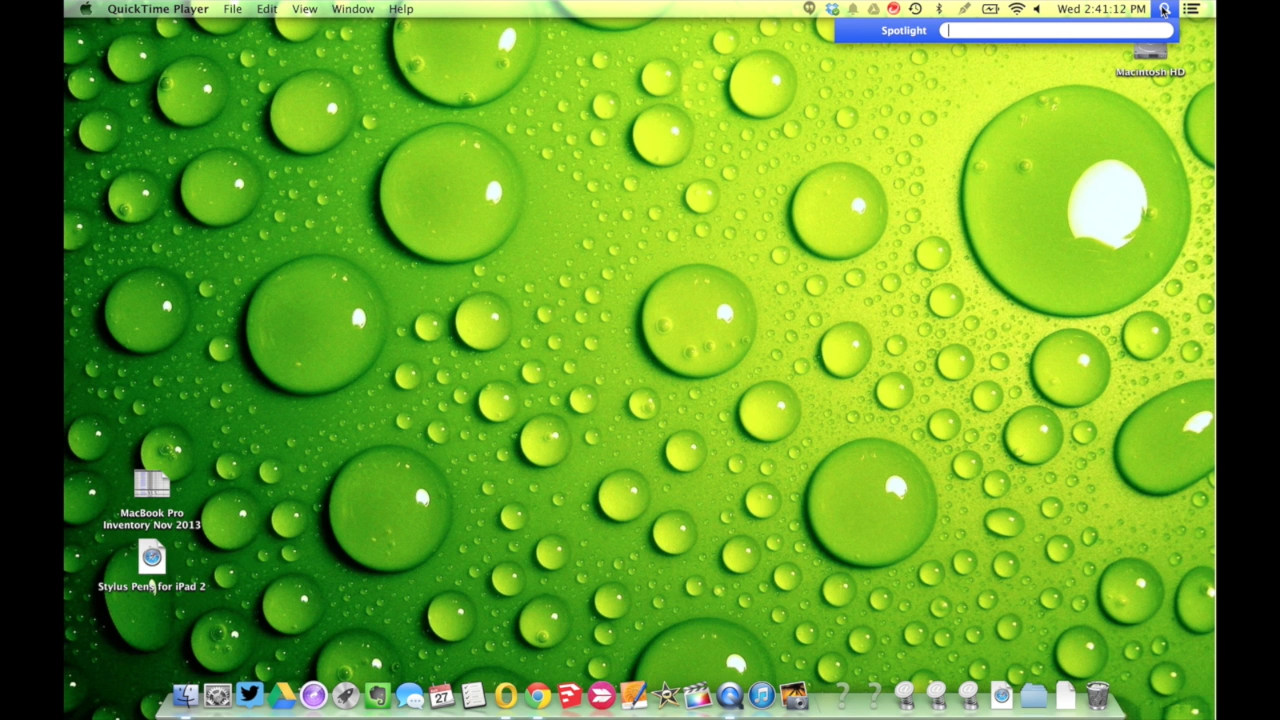 QuickTime Player File Edit View Window Help Wed 2:41:12 PM
Spotlight
Macintosh HD
MacBook Pro
Inventory Nov 2013
Stylus Pens for iPad 2
27